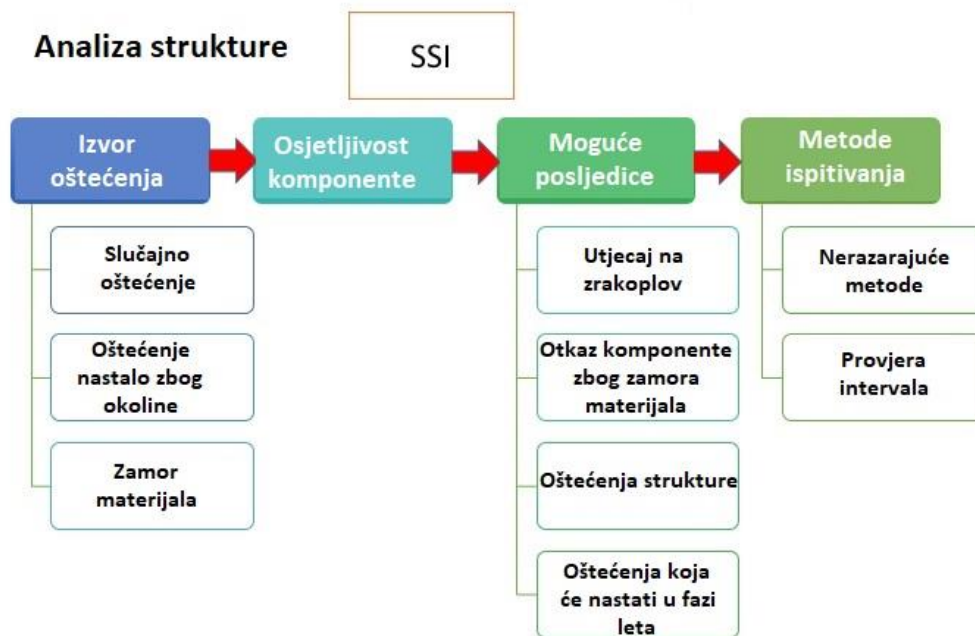 Analiza strukture
SSI
Izvor
oštećenja
Osjetljivost
komponente
Moguće
posljedice
Metode
ispitivanja
Slučajno
oštećenje
Oštećenje
nastalo zbog
okoline
Zamor
materijala
Utjecaj na
zrakoplov
Otkaz komponente
zbog zamora
materijala
Oštećenja strukture
Oštećenja koja
će nastati u fazi
leta
Nerazarajuće
metode
Provjera
intervala